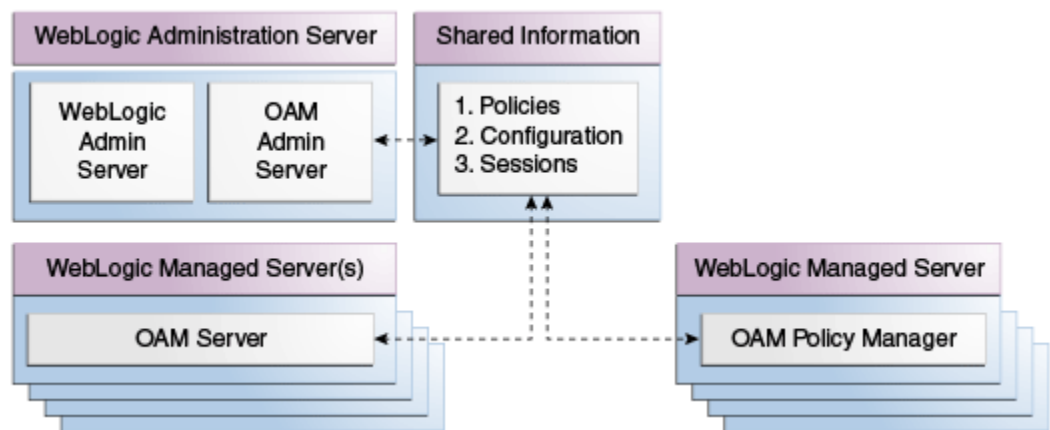 WebLogic Administration Server
WebLogic
Admin
Server
OAM
Admin
Server
Shared Information
1. Policies
2. Configuration
3. Sessions
WebLogic Managed Server(s)
OAM Server
WebLogic Managed Server
OAM Policy Manager